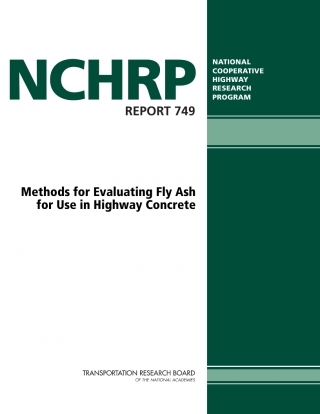 NCHRP
REPORT 749
NATIONAL
COOPERATIVE
HIGHWAY
RESEARCH
PROGRAM
Methods for Evaluating Fly Ash
for Use in Highway Concrete
TRANSPORTATION RESEARCH BOARD
OF THE NATIONAL ACADEMIES